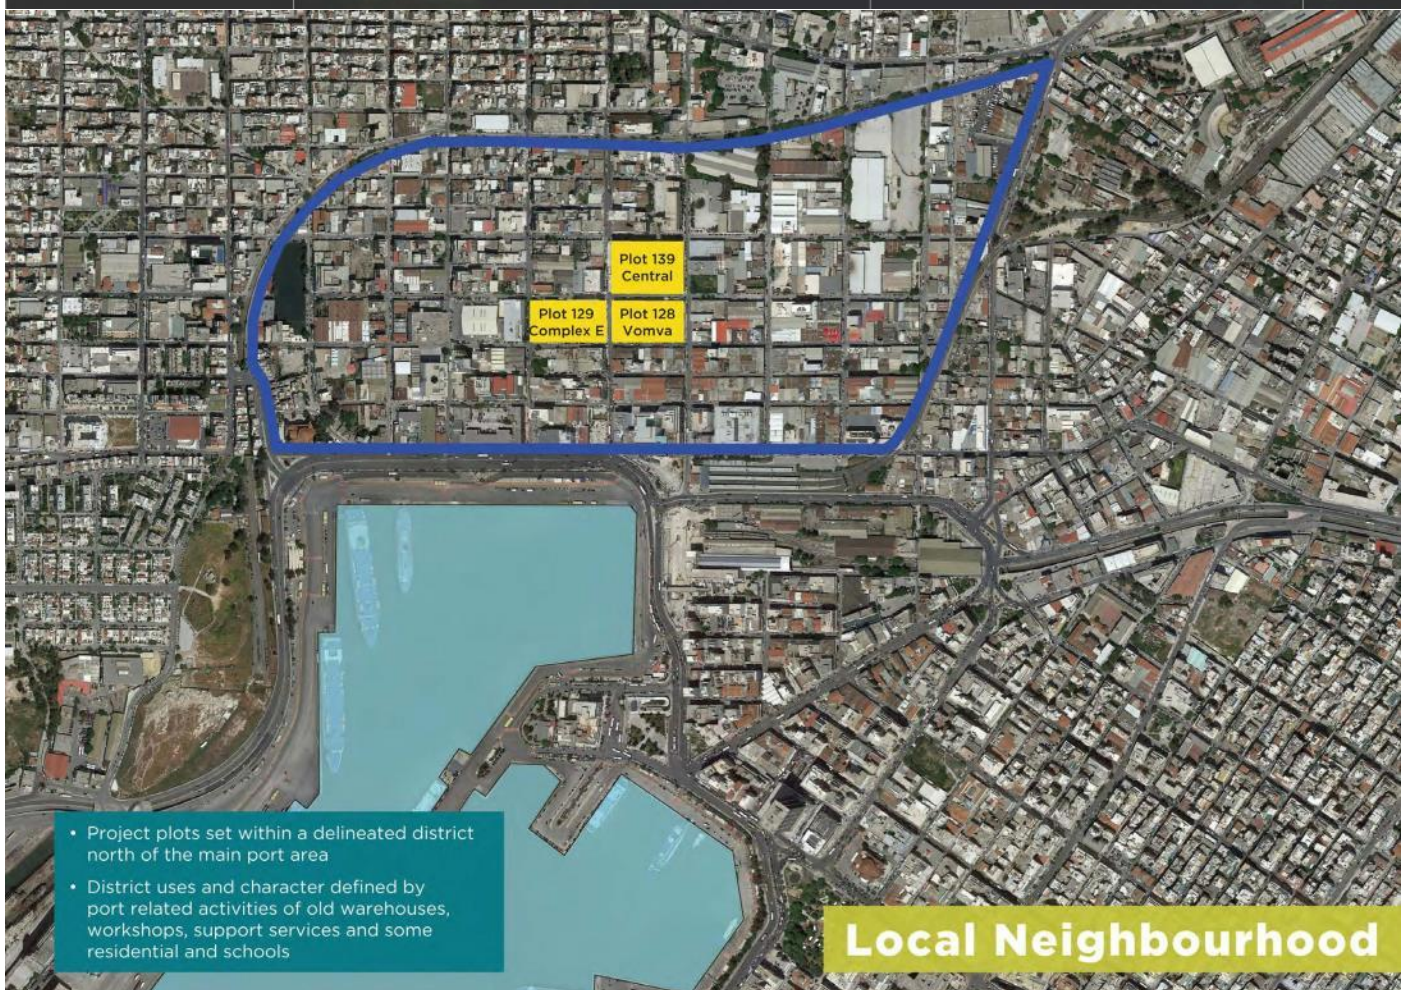 Plot 139
Central
Plot 129
Complex E
Plot 128
Vomva
• Project plots set within a delineated district
north of the main port area
• District uses and character defined by
port related activities of old warehouses,
workshops, support services and some
residential and schools
Local Neighbourhood